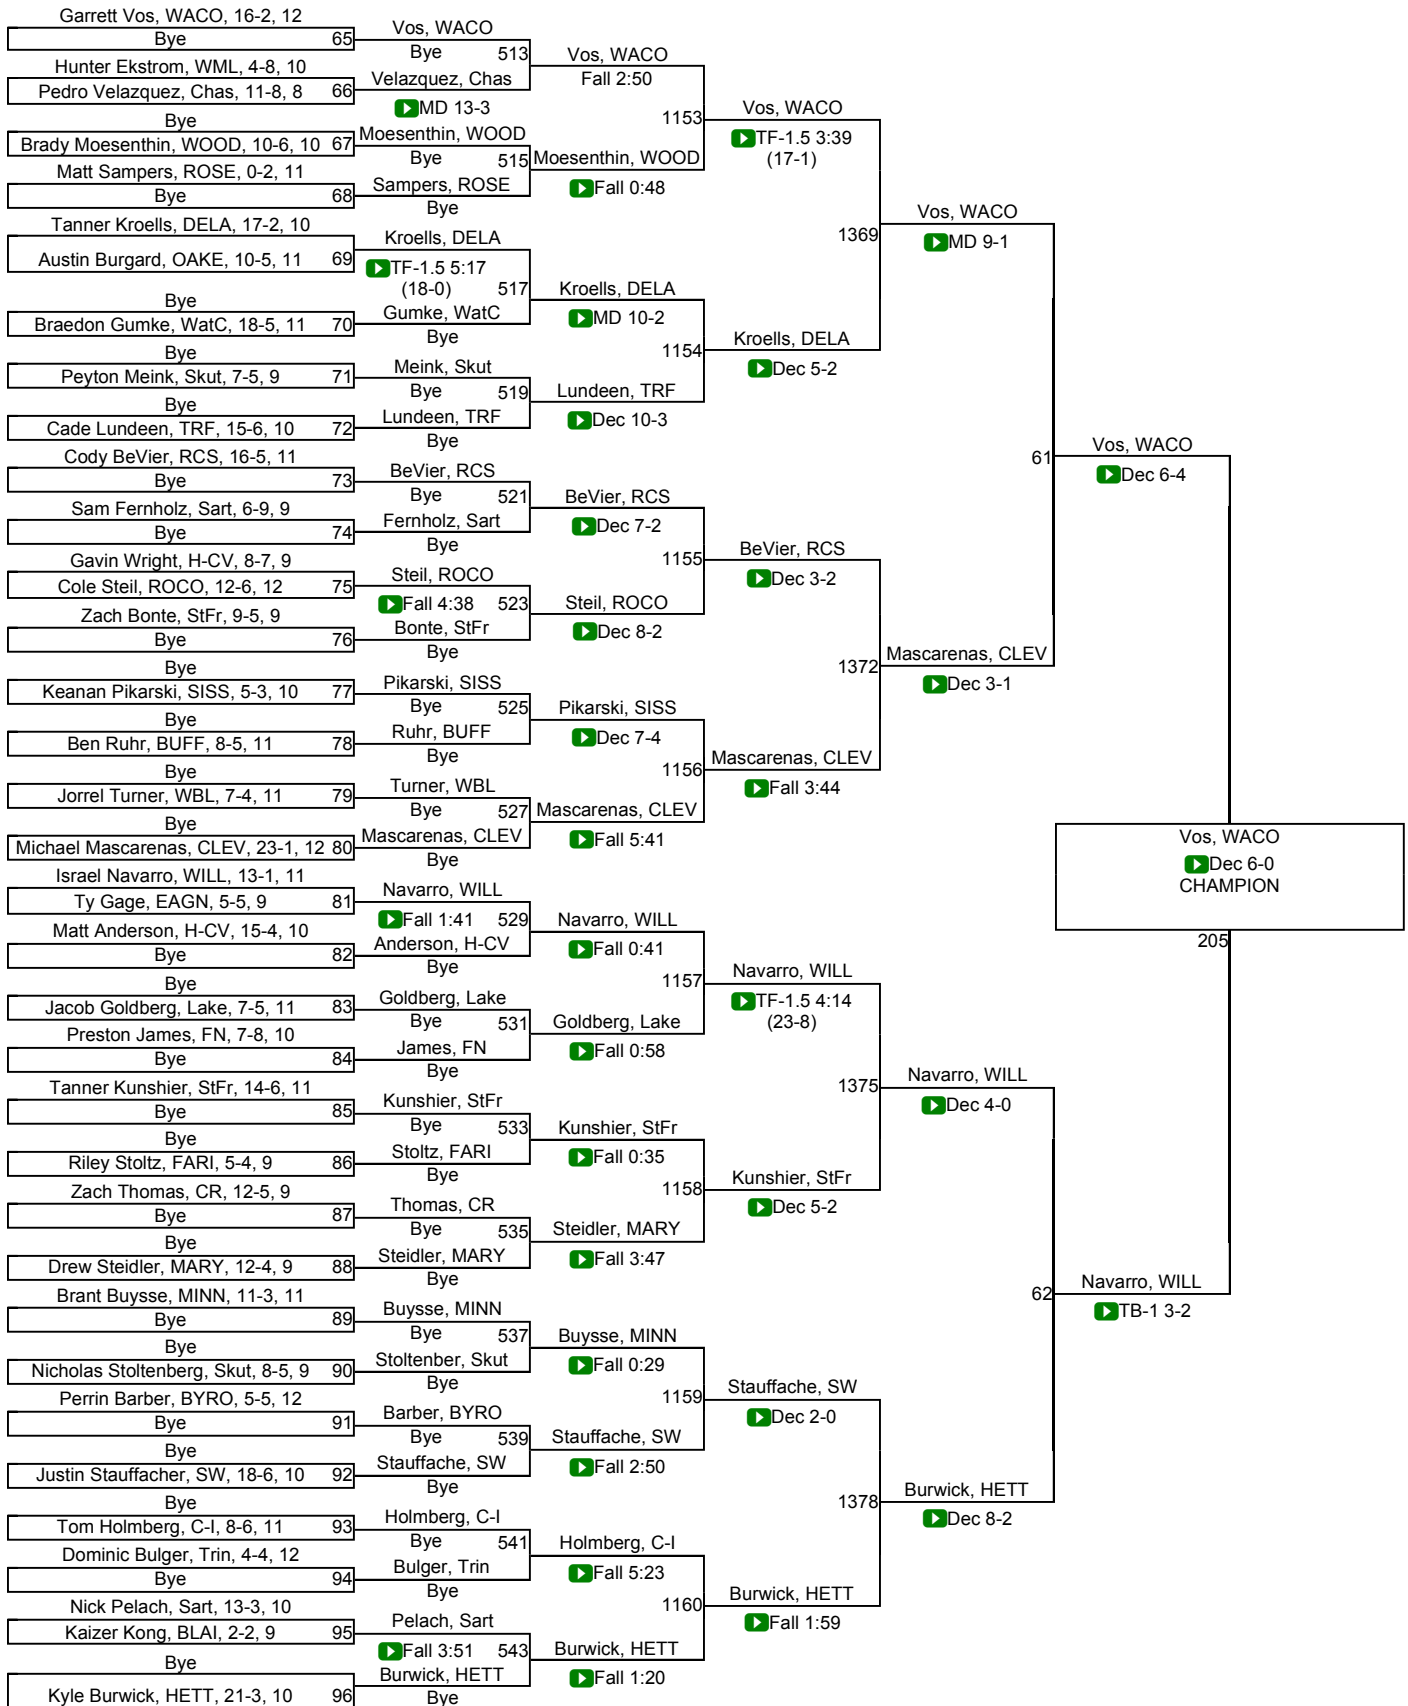 Garrett Vos, WACO, 16-2, 12
Bye 65
Hunter Ekstrom, WML, 4-8, 10
Pedro Velazquez, Chas, 11-8, 8 66
Bye
Brady Moesenthin, WOOD, 10-6, 10 67
Matt Sampers, ROSE, 0-2, 11
Bye 68
Tanner Kroells, DELA, 17-2, 10
Austin Burgard, OAKE, 10-5, 11 69
Bye
Braedon Gumke, WatC, 18-5, 11 70
Bye
Peyton Meink, Skut, 7-5, 9 71
Bye
Cade Lundeen, TRF, 15-6, 10 72
Cody BeVier, RCS, 16-5, 11
Bye 73
Sam Fernholz, Sart, 6-9, 9
Bye 74
Gavin Wright, H-CV, 8-7, 9
Cole Steil, ROCO, 12-6, 12 75
Zach Bonte, StFr, 9-5, 9
Bye 76
Bye
Keanan Pikarski, SISS, 5-3, 10 77
Bye
Ben Ruhr, BUFF, 8-5, 11 78
Bye
Jorrel Turner, WBL, 7-4, 11 79
Bye
Michael Mascarenas, CLEV, 23-1, 12 80
Israel Navarro, WILL, 13-1, 11
Ty Gage, EAGN, 5-5, 9 81
Matt Anderson, H-CV, 15-4, 10
Bye 82
Bye
Jacob Goldberg, Lake, 7-5, 11 83
Preston James, FN, 7-8, 10
Bye 84
Tanner Kunshier, StFr, 14-6, 11
Bye 85
Bye
Riley Stoltz, FARI, 5-4, 9 86
Zach Thomas, CR, 12-5, 9
Bye 87
Bye
Drew Steidler, MARY, 12-4, 9 88
Brant Buysse, MINN, 11-3, 11
Bye 89
Bye
Nicholas Stoltenberg, Skut, 8-5, 9 90
Perrin Barber, BYRO, 5-5, 12
Bye 91
Bye
Justin Stauffacher, SW, 18-6, 10 92
Bye
Tom Holmberg, C-I, 8-6, 11 93
Dominic Bulger, Trin, 4-4, 12
Bye 94
Nick Pelach, Sart, 13-3, 10
Kaizer Kong, BLAI, 2-2, 9 95
Bye
Kyle Burwick, HETT, 21-3, 10 96
Vos, WACO
Bye 513
Velazquez, Chas
MD 13-3
Moesenthin, WOOD
Bye 515
Sampers, ROSE
Bye
Kroells, DELA
TF-1.5 5:17
(18-0) 517
Gumke, WatC
Bye
Meink, Skut
Bye 519
Lundeen, TRF
Bye
BeVier, RCS
Bye 521
Fernholz, Sart
Bye
Steil, ROCO
Fall 4:38 523
Bonte, StFr
Bye
Pikarski, SISS
Bye 525
Ruhr, BUFF
Bye
Turner, WBL
Bye 527
Mascarenas, CLEV
Bye
Navarro, WILL
Fall 1:41 529
Anderson, H-CV
Bye
Goldberg, Lake
Bye 531
James, FN
Bye
Kunshier, StFr
Bye 533
Stoltz, FARI
Bye
Thomas, CR
Bye 535
Steidler, MARY
Bye
Buysse, MINN
Bye 537
Stoltenber, Skut
Bye
Barber, BYRO
Bye 539
Stauffache, SW
Bye
Holmberg, C-I
Bye 541
Bulger, Trin
Bye
Pelach, Sart
Fall 3:51 543
Burwick, HETT
Bye
Vos, WACO
Fall 2:50
1153
Moesenthin, WOOD
Fall 0:48
Kroells, DELA
MD 10-2
1154
Lundeen, TRF
Dec 10-3
BeVier, RCS
Dec 7-2
1155
Steil, ROCO
Dec 8-2
Pikarski, SISS
Dec 7-4
1156
Mascarenas, CLEV
Fall 5:41
Navarro, WILL
Fall 0:41
1157
Goldberg, Lake
Fall 0:58
Kunshier, StFr
Fall 0:35
1158
Steidler, MARY
Fall 3:47
Buysse, MINN
Fall 0:29
1159
Stauffache, SW
Fall 2:50
Holmberg, C-I
Fall 5:23
1160
Burwick, HETT
Fall 1:20
Vos, WACO
TF-1.5 3:39
(17-1)
1369
Kroells, DELA
Dec 5-2
BeVier, RCS
Dec 3-2
1372
Mascarenas, CLEV
Fall 3:44
Navarro, WILL
TF-1.5 4:14
(23-8)
1375
Kunshier, StFr
Dec 5-2
Stauffache, SW
Dec 2-0
1378
Burwick, HETT
Fall 1:59
Vos, WACO
MD 9-1
61
Mascarenas, CLEV
Dec 3-1
Navarro, WILL
Dec 4-0
62
Burwick, HETT
Dec 8-2
Vos, WACO
Dec 6-4
Navarro, WILL
TB-1 3-2
Vos, WACO
Dec 6-0
CHAMPION
205